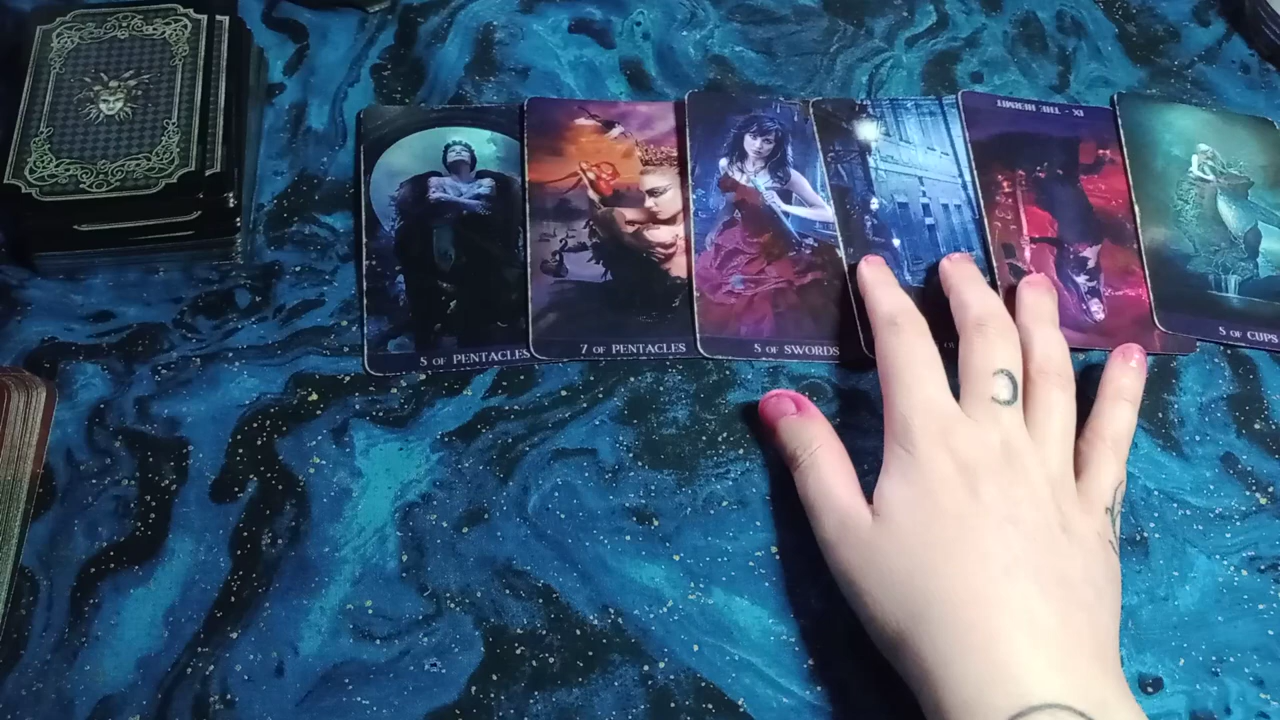 5 OF PENTACLES
7 OF PENTACLES
5 OF SWORDS
IX. THE HERMIT
5 OF CUPS